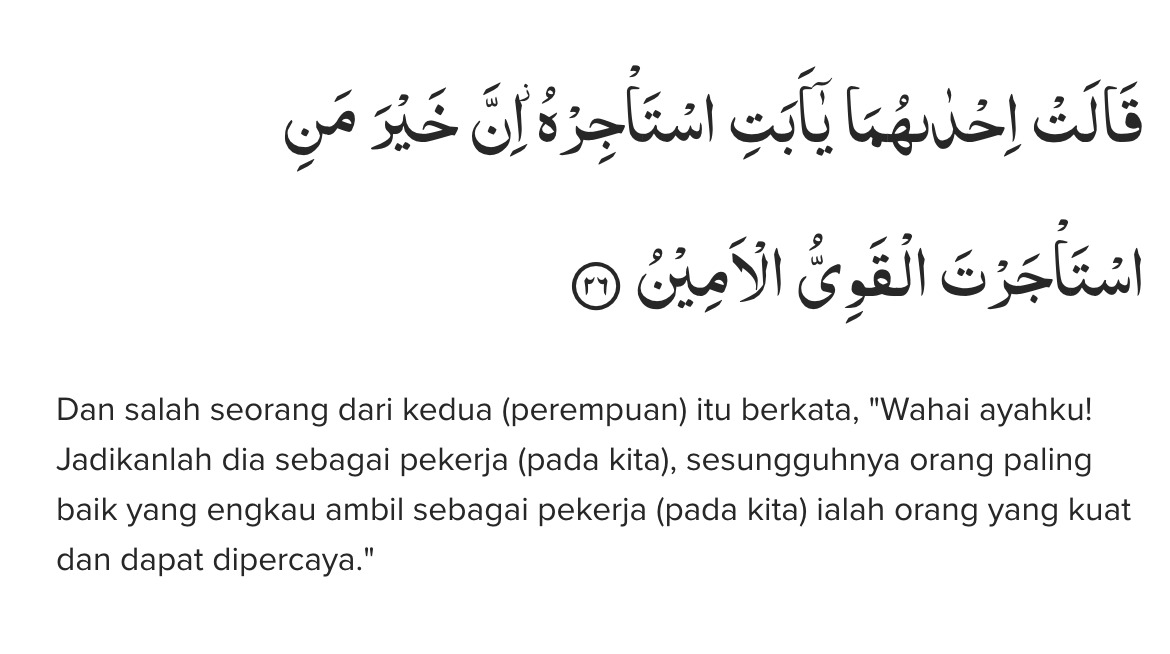 قَالَتْ اِحْدٰىهُمَا يٰٓاَبَتِ اسْتَأْجِرْهُ ۖاِنَّ خَيْرَ مَنِ
اسْتَأْجَرْتَ الْقَوِيُّ الْاَمِيْنُ ٢٦
Dan salah seorang dari kedua (perempuan) itu berkata, "Wahai ayahku!
Jadikanlah dia sebagai pekerja (pada kita), sesungguhnya orang paling
baik yang engkau ambil sebagai pekerja (pada kita) ialah orang yang kuat
dan dapat dipercaya."